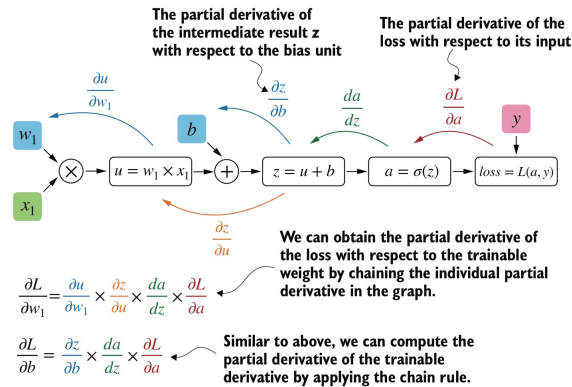 The partial derivative of
the intermediate result z
with respect to the bias unit
The partial derivative of the
loss with respect to its input
∂u/∂w₁
∂z/∂b
da/dz
∂L/∂a
w₁
b
y
×
u = w₁ × x₁
+
z = u + b
a = σ(z)
loss = L(a, y)
x₁
∂z/∂u
We can obtain the partial derivative of
the loss with respect to the trainable
weight by chaining the individual partial
derivative in the graph.
∂L/∂w₁ = ∂u/∂w₁ × ∂z/∂u × da/dz × ∂L/∂a
∂L/∂b = ∂z/∂b × da/dz × ∂L/∂a
Similar to above, we can compute the
partial derivative of the trainable
derivative by applying the chain rule.